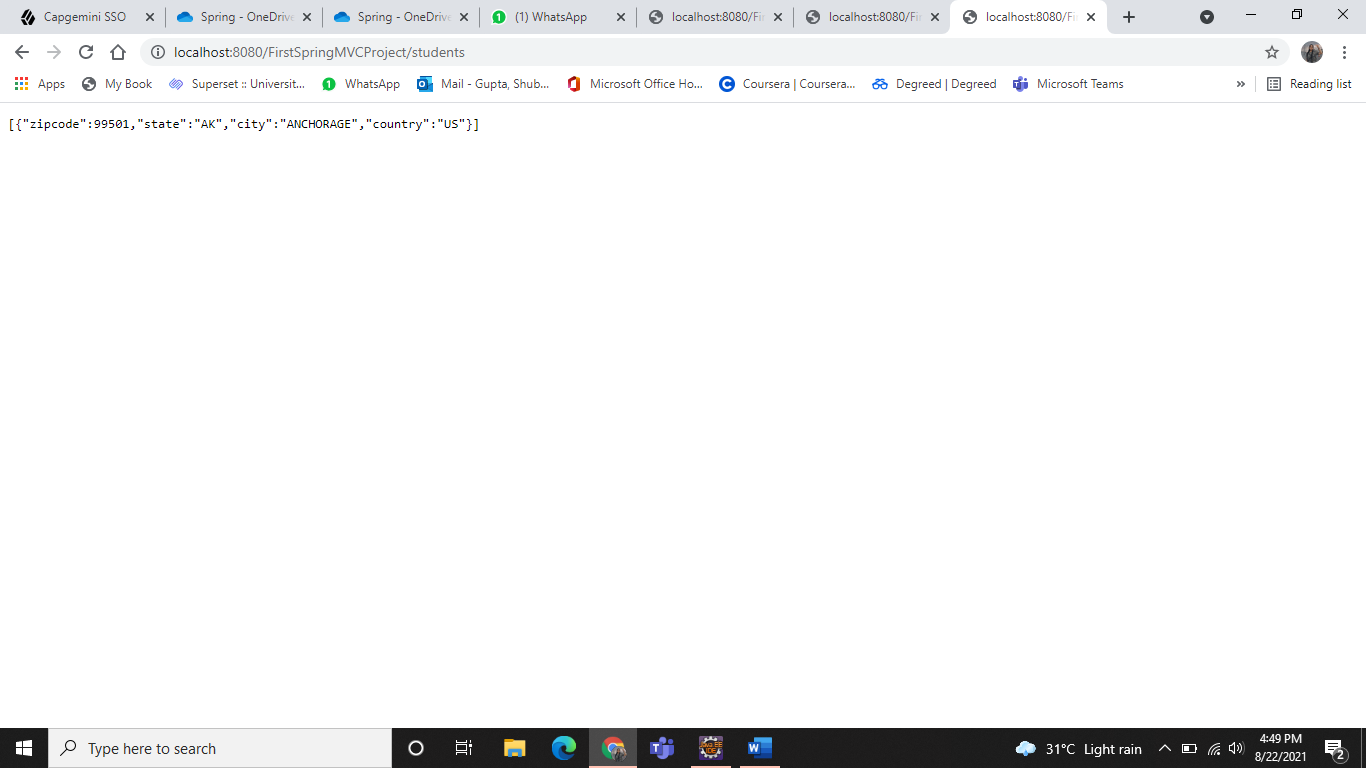 Capgemini SSO
Spring - OneDrive
Spring - OneDrive
(1) WhatsApp
localhost:8080/Fi
localhost:8080/Fi
localhost:8080/Fi
localhost:8080/FirstSpringMVCProject/students
Apps
My Book
Superset :: Universit...
1 WhatsApp
Mail - Gupta, Shub...
Microsoft Office Ho...
Coursera | Coursera...
Degreed | Degreed
Microsoft Teams
»
Reading list
[{"zipcode":99501,"state":"AK","city":"ANCHORAGE","country":"US"}]
Type here to search
31°C Light rain
4:49 PM
8/22/2021
2